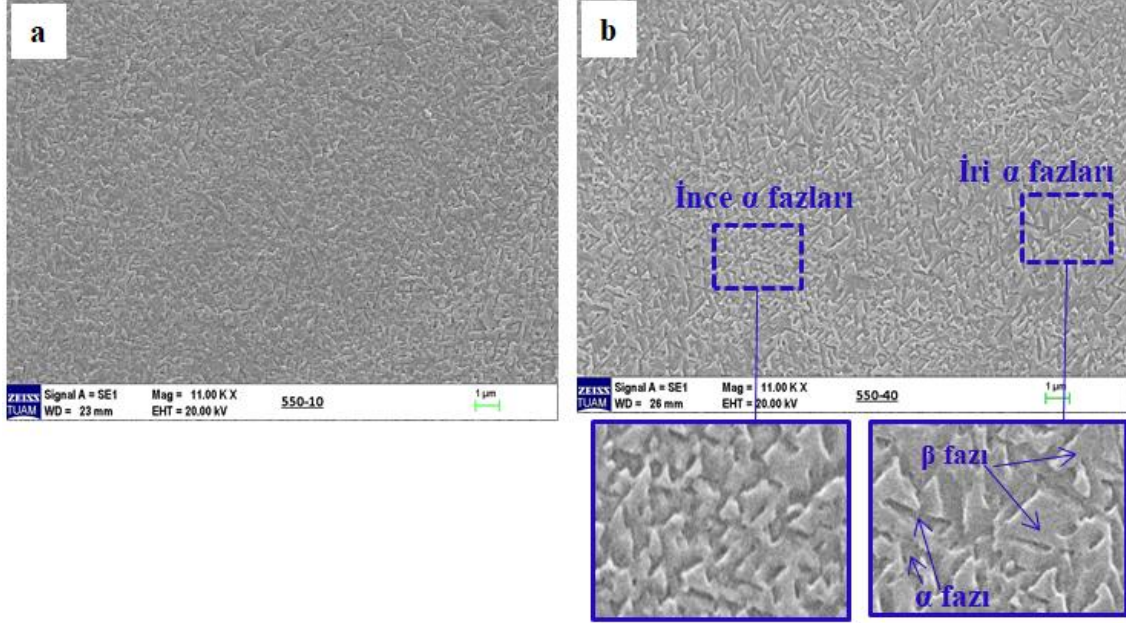 a
ZEISS
TUAM
Signal A = SE1
WD = 23 mm
Mag = 11.00 K X
EHT = 20.00 kV
550-10
1 µm
b
İnce α fazları
İri α fazları
ZEISS
TUAM
Signal A = SE1
WD = 26 mm
Mag = 11.00 K X
EHT = 20.00 kV
550-40
1 µm
β fazı
α fazı